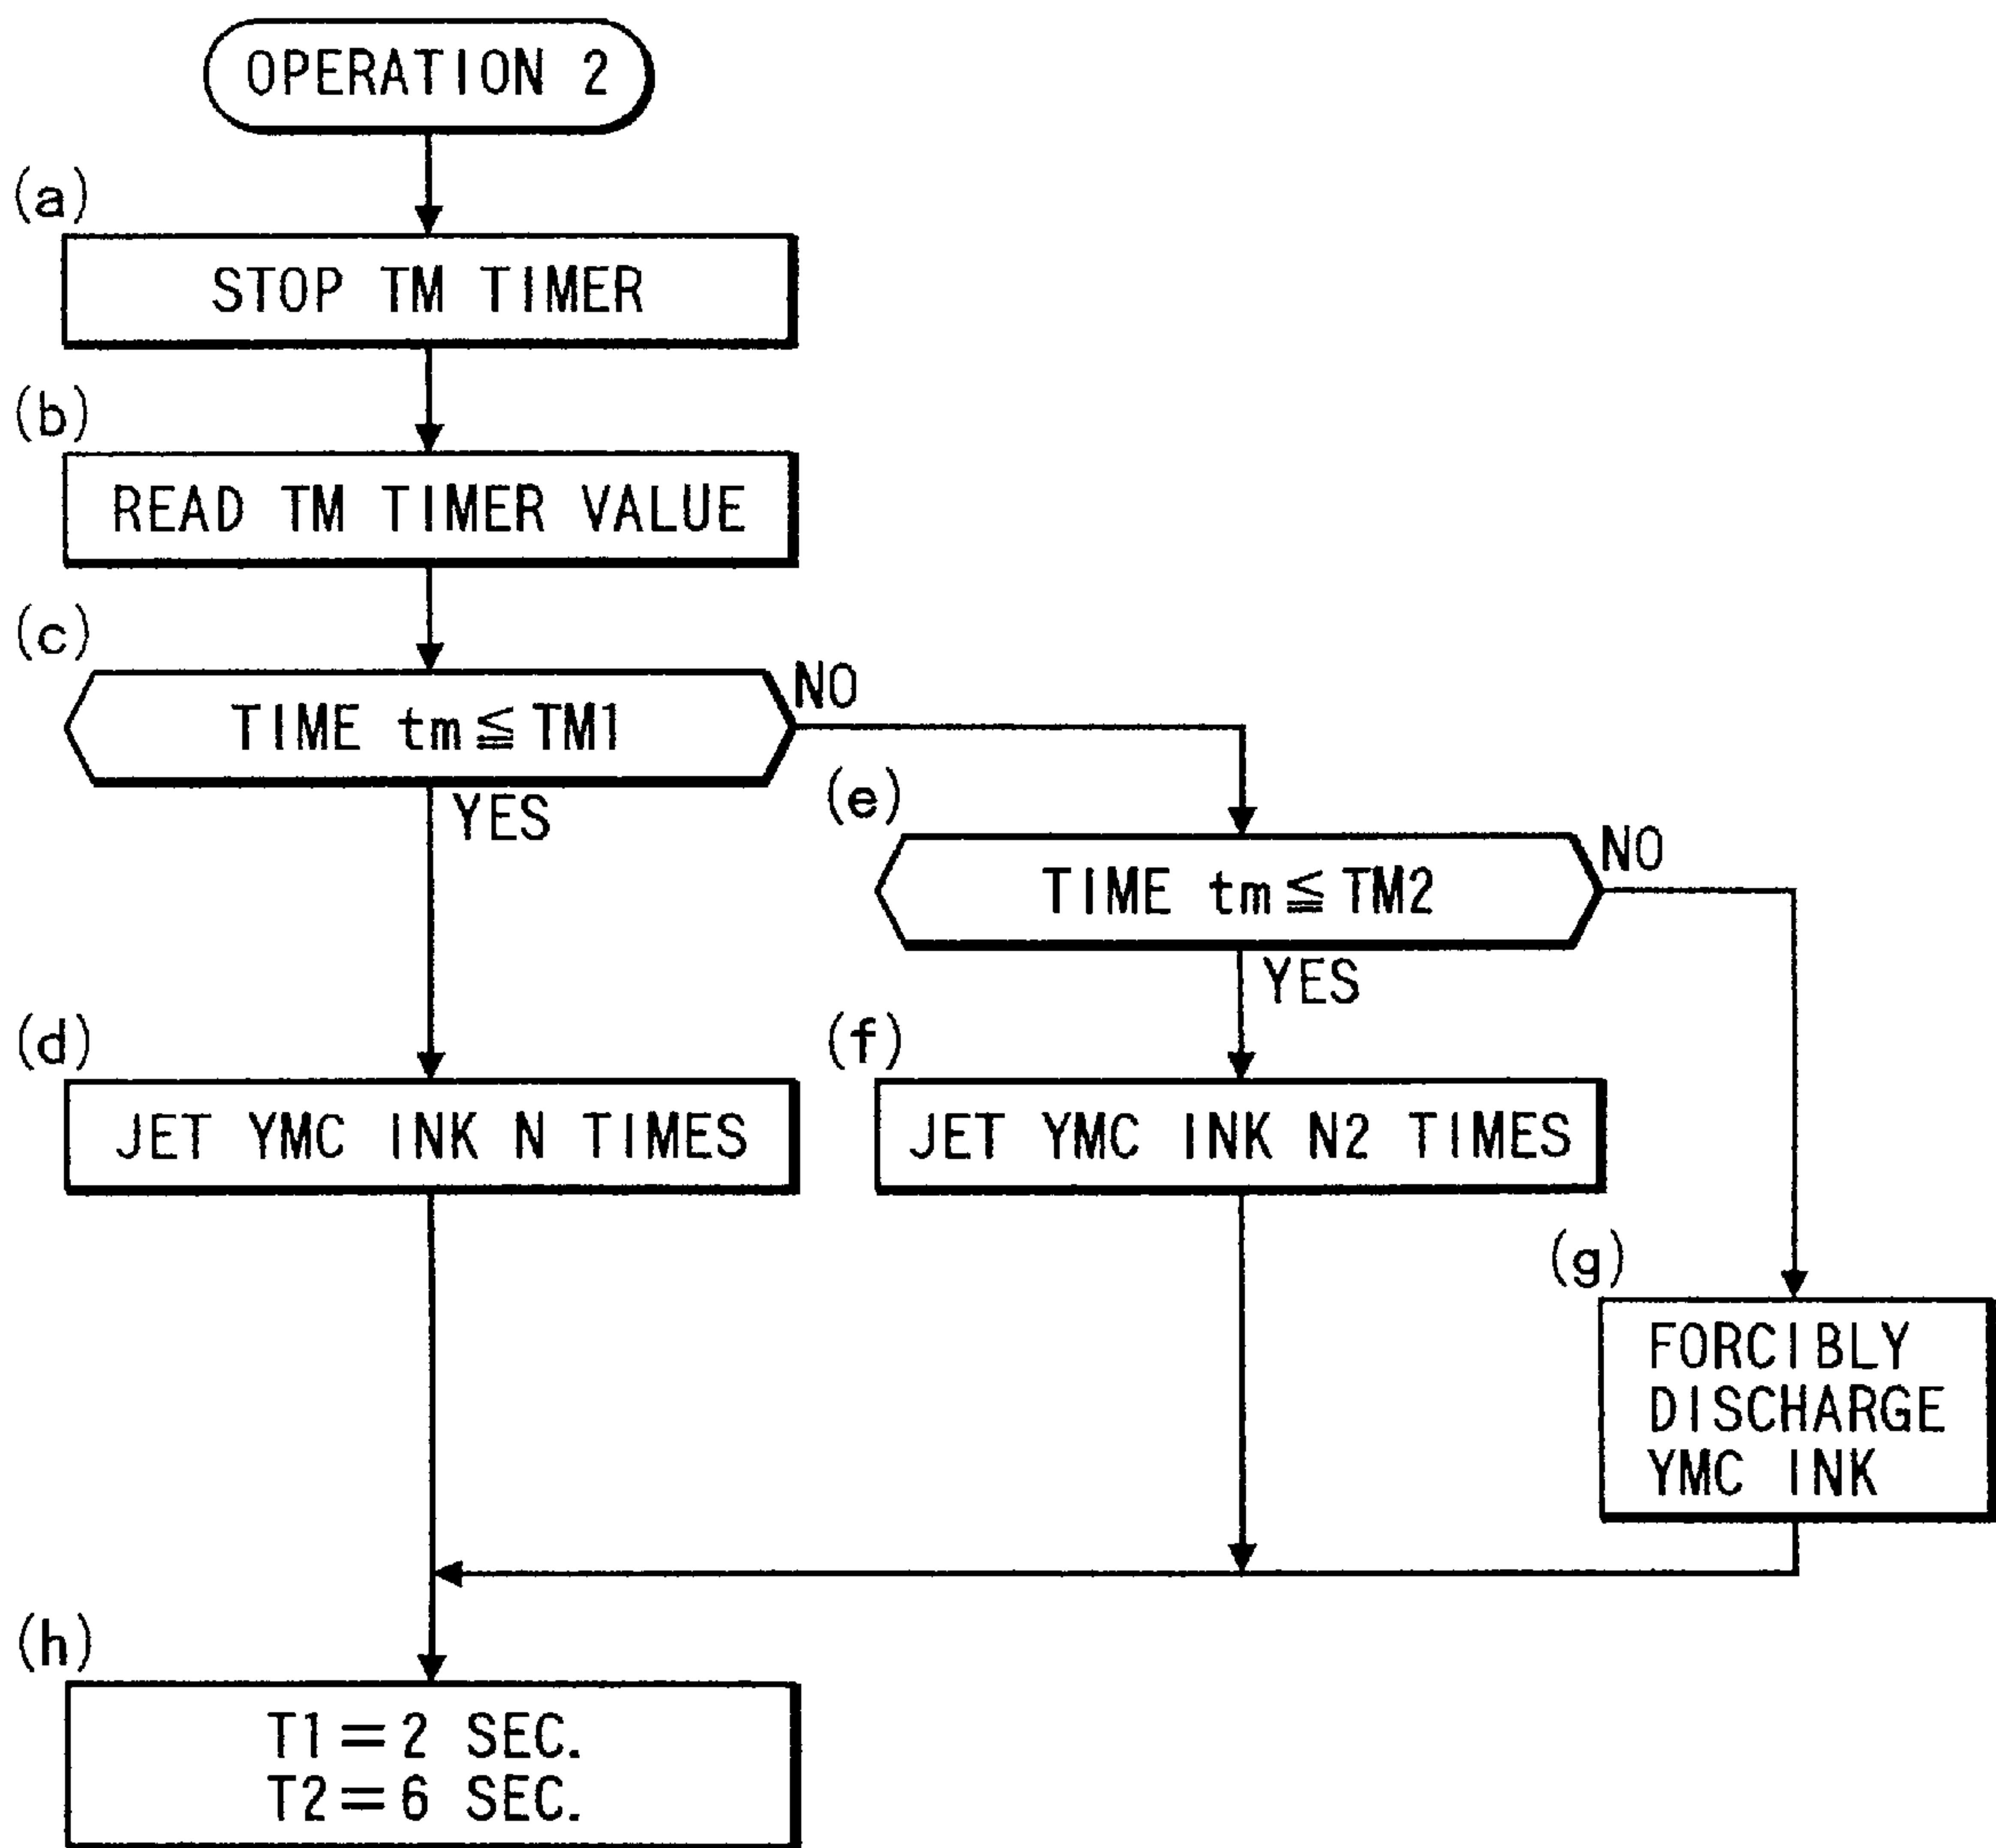 OPERATION 2
(a)
STOP TM TIMER
(b)
READ TM TIMER VALUE
(c)
TIME tm≦TM1
NO
YES
(e)
TIME tm≦TM2
NO
YES
(d)
JET YMC INK N TIMES
(f)
JET YMC INK N2 TIMES
(g)
FORCIBLY
DISCHARGE
YMC INK
(h)
T1=2 SEC.
T2=6 SEC.